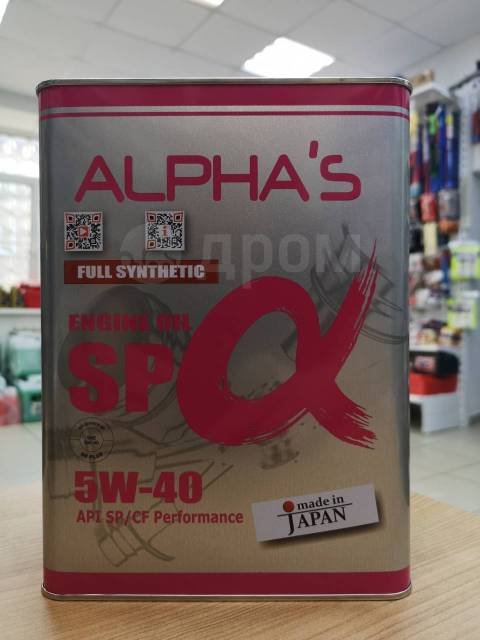 ALPHA'S
дром
FULL SYNTHETIC
ENGINE OIL
SP α
5W-40
API SP/CF Performance
made in
JAPAN